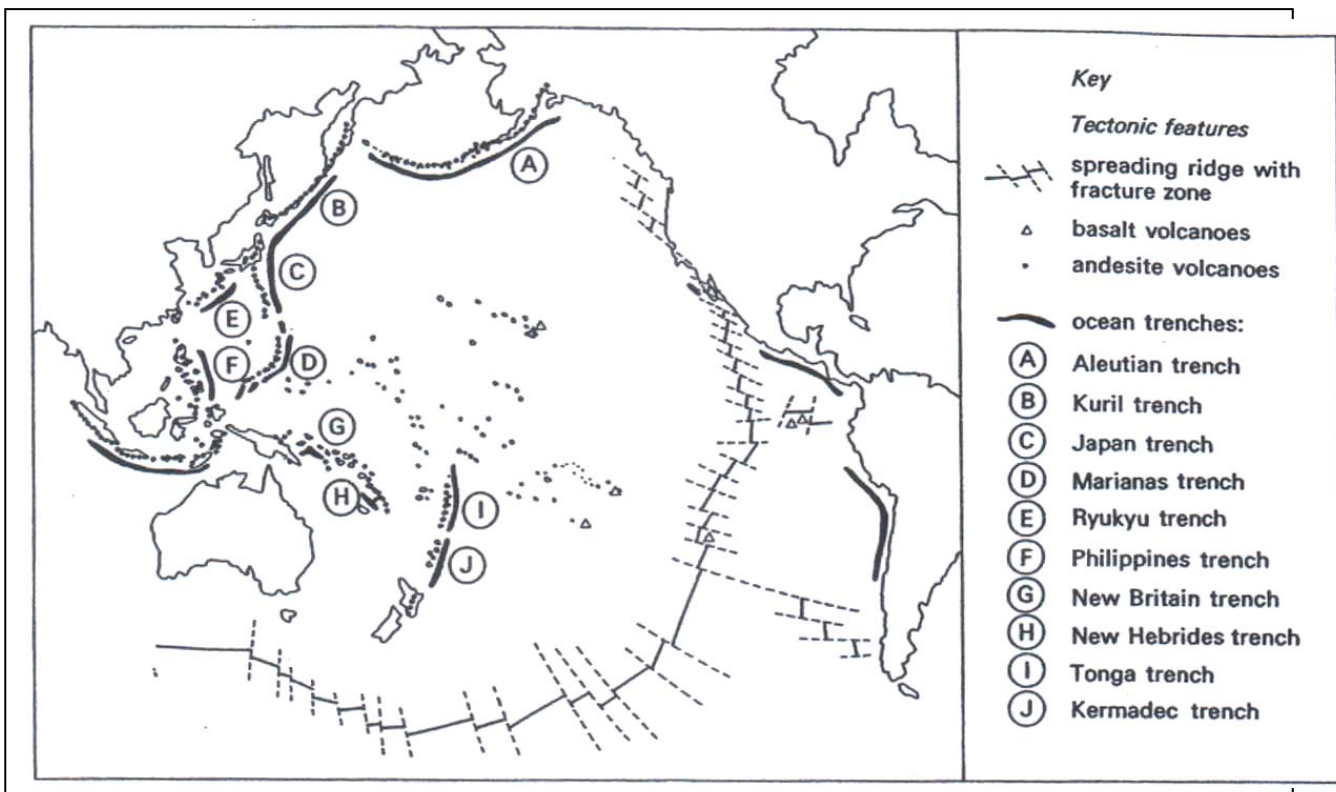 Key
Tectonic features
spreading ridge with
fracture zone
basalt volcanoes
andesite volcanoes
ocean trenches:
A Aleutian trench
B Kuril trench
C Japan trench
D Marianas trench
E Ryukyu trench
F Philippines trench
G New Britain trench
H New Hebrides trench
I Tonga trench
J Kermadec trench
A
B
C
E
D
F
G
H
I
J